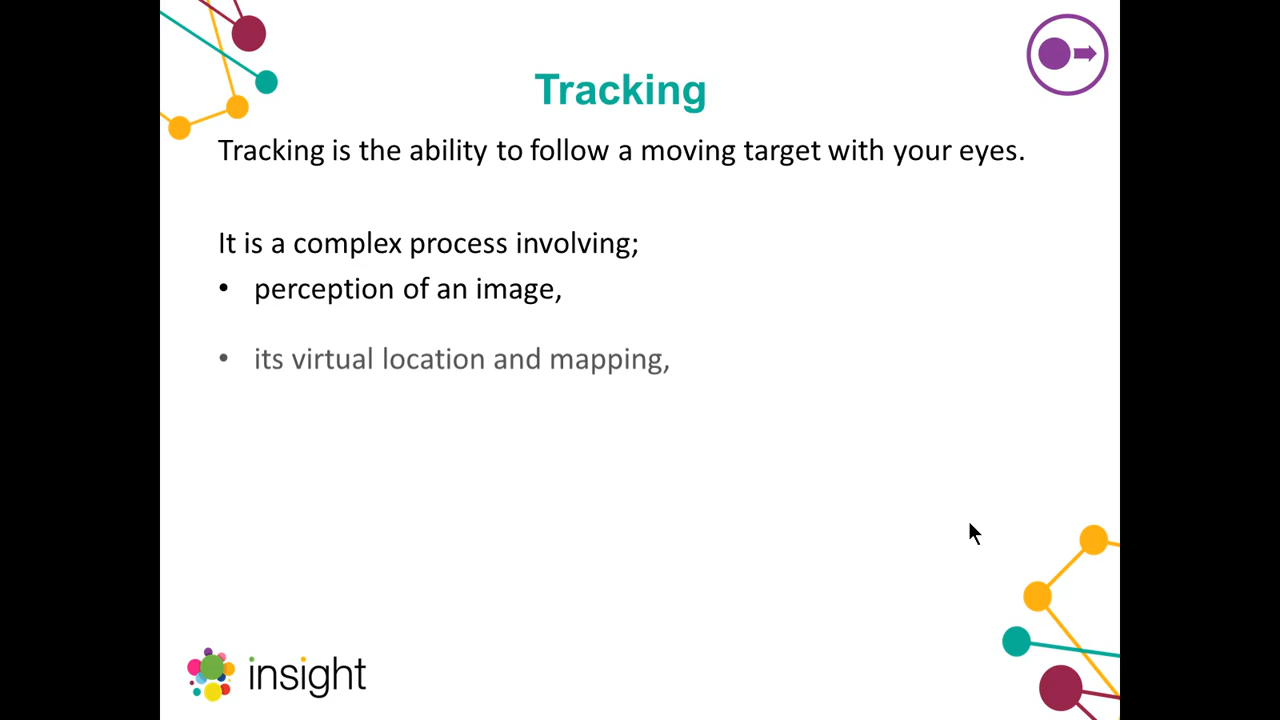 Tracking
Tracking is the ability to follow a moving target with your eyes.
It is a complex process involving;
• perception of an image,
• its virtual location and mapping,
insight